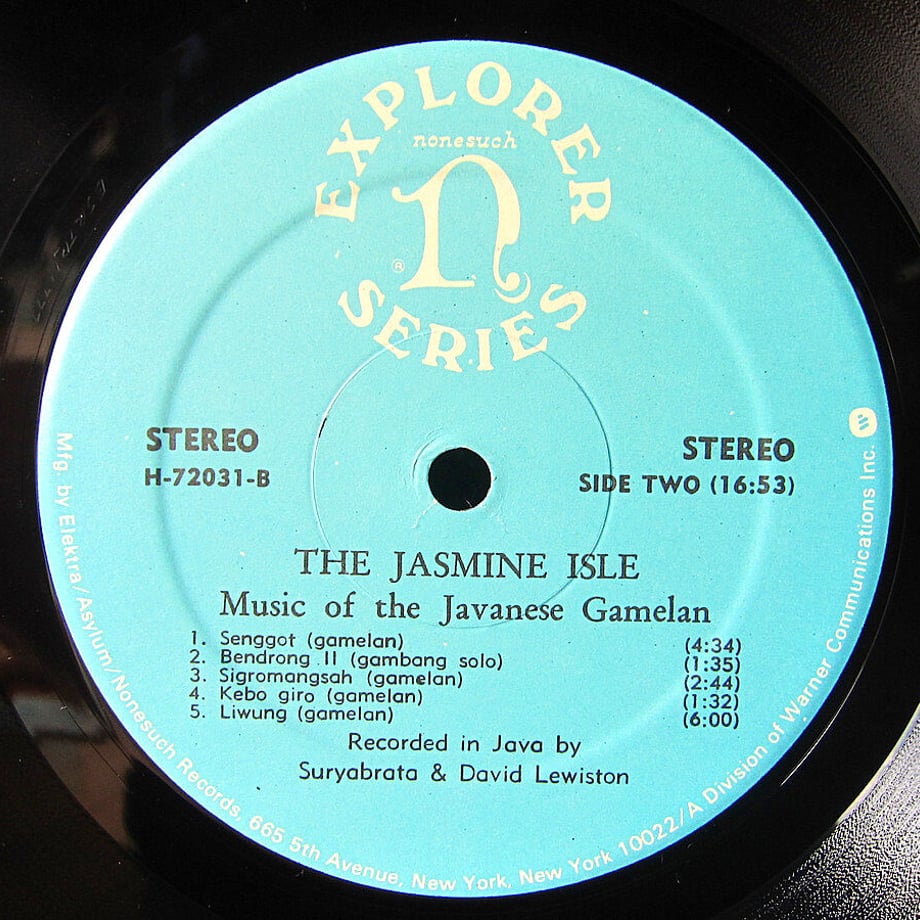 EXPLORER
nonesuch
n
®
SERIES
STEREO
H-72031-B
STEREO
SIDE TWO (16:53)
THE JASMINE ISLE
Music of the Javanese Gamelan
1. Senggot (gamelan) (4:34)
2. Bendrong II (gambang solo) (1:35)
3. Sigromangsah (gamelan) (2:44)
4. Kebo giro (gamelan) (1:32)
5. Liwung (gamelan) (6:00)
Recorded in Java by
Suryabrata & David Lewiston
Mfg. by Elektra/Asylum/Nonesuch Records, 665 5th Avenue, New York, New York 10022/A Division of Warner Communications Inc.